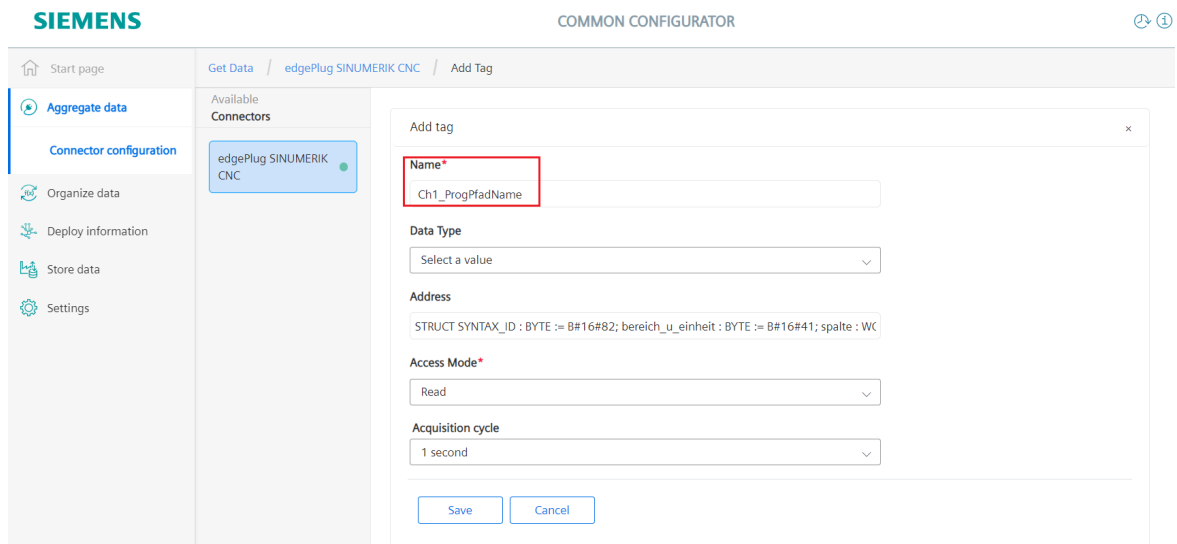 SIEMENS
COMMON CONFIGURATOR
Start page
Aggregate data
Connector configuration
Organize data
Deploy information
Store data
Settings
Get Data / edgePlug SINUMERIK CNC / Add Tag
Available
Connectors
edgePlug SINUMERIK
CNC
Add tag
×
Name*
Ch1_ProgPfadName
Data Type
Select a value
Address
STRUCT SYNTAX_ID : BYTE := B#16#82; bereich_u_einheit : BYTE := B#16#41; spalte : WO
Access Mode*
Read
Acquisition cycle
1 second
Save
Cancel